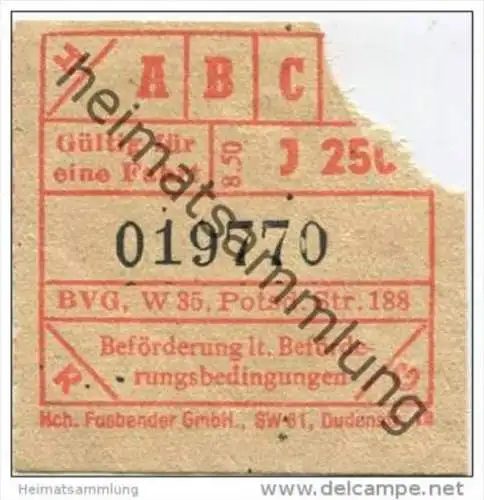 H A B C
Gültig für
eine Fahrt
8.50
J 250
019770
BVG, W 35, Potsd. Str. 188
Beförderung lt. Beförde-
rungsbedingungen
R
Hch. Fusbender GmbH., SW 61, Dudenstr.
heimatsammlung
Heimatsammlung
www.delcampe.net